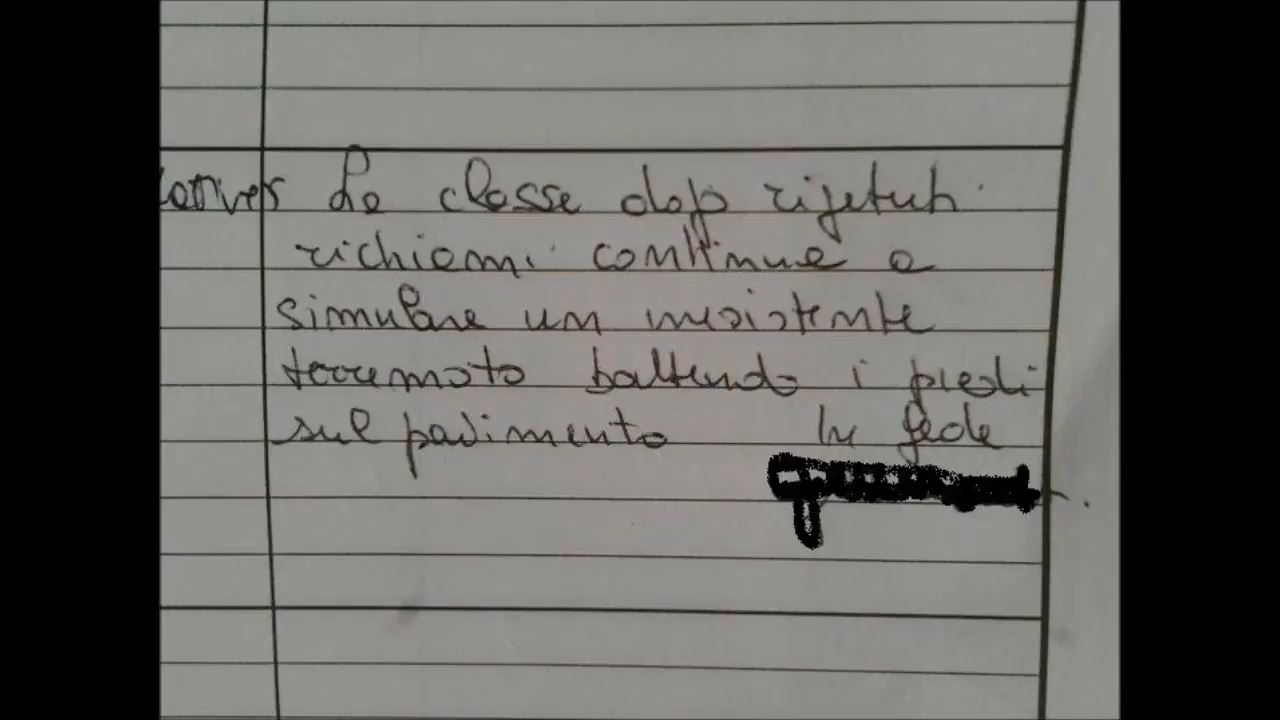 La classe dopo ripetuti
richiami continua a
simulare un inesistente
terremoto battendo i piedi
sul pavimento In fede